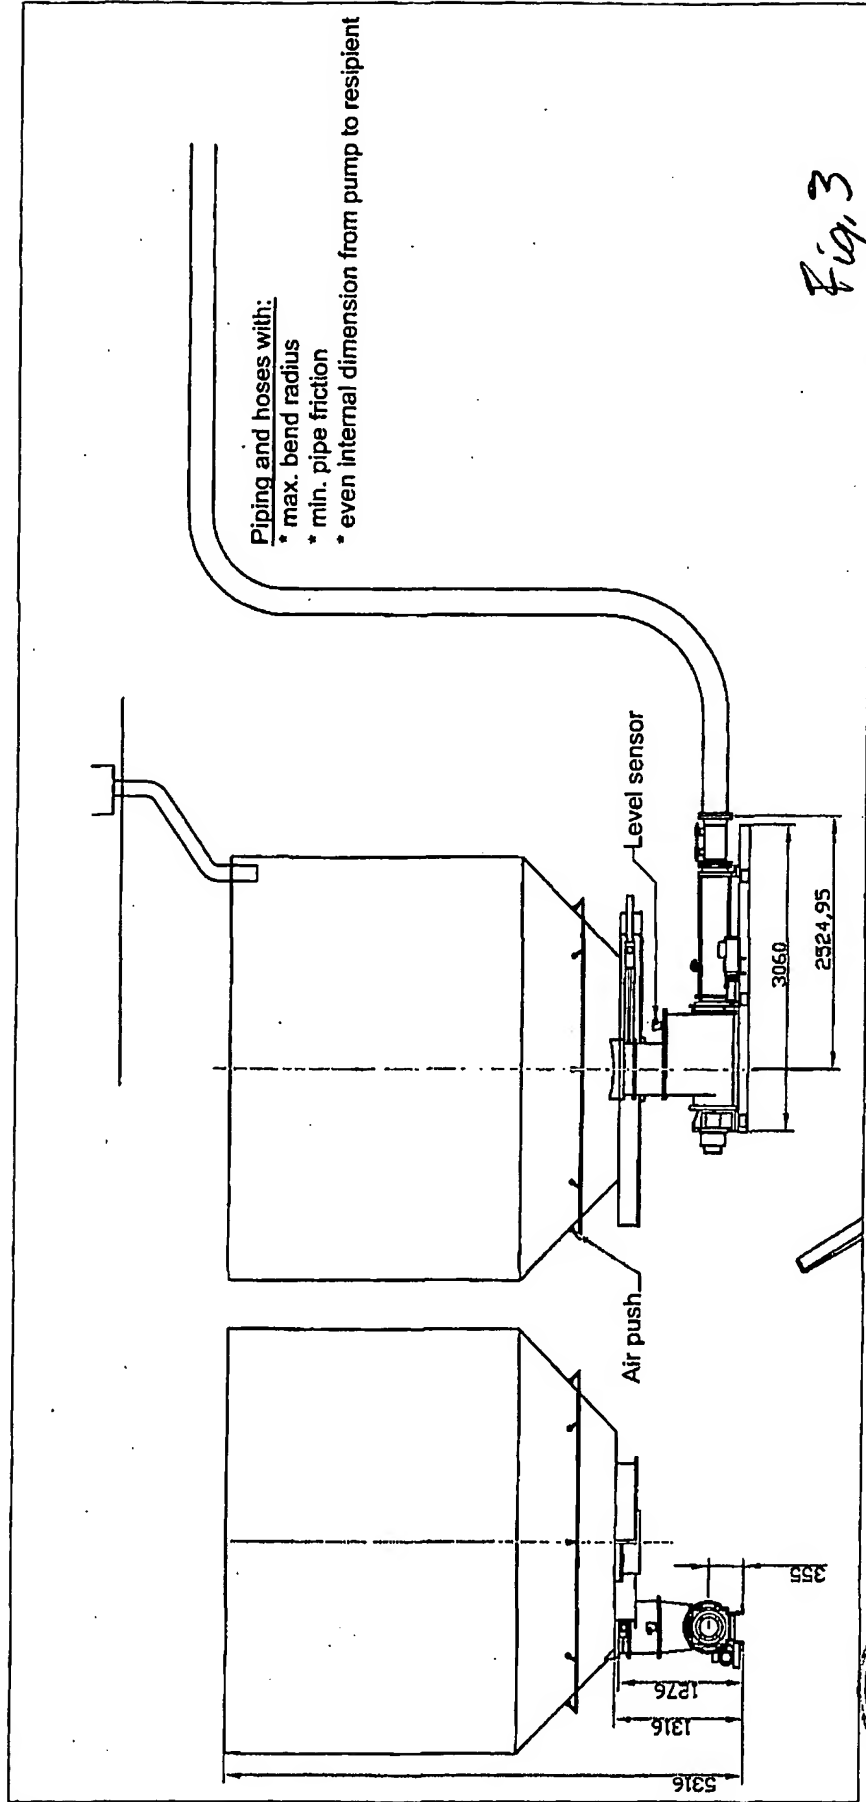 Piping and hoses with:
* max. bend radius
* min. pipe friction
* even internal dimension from pump to resipient
Level sensor
Air push
3060
2524,95
355
1276
1316
5316
Fig. 3